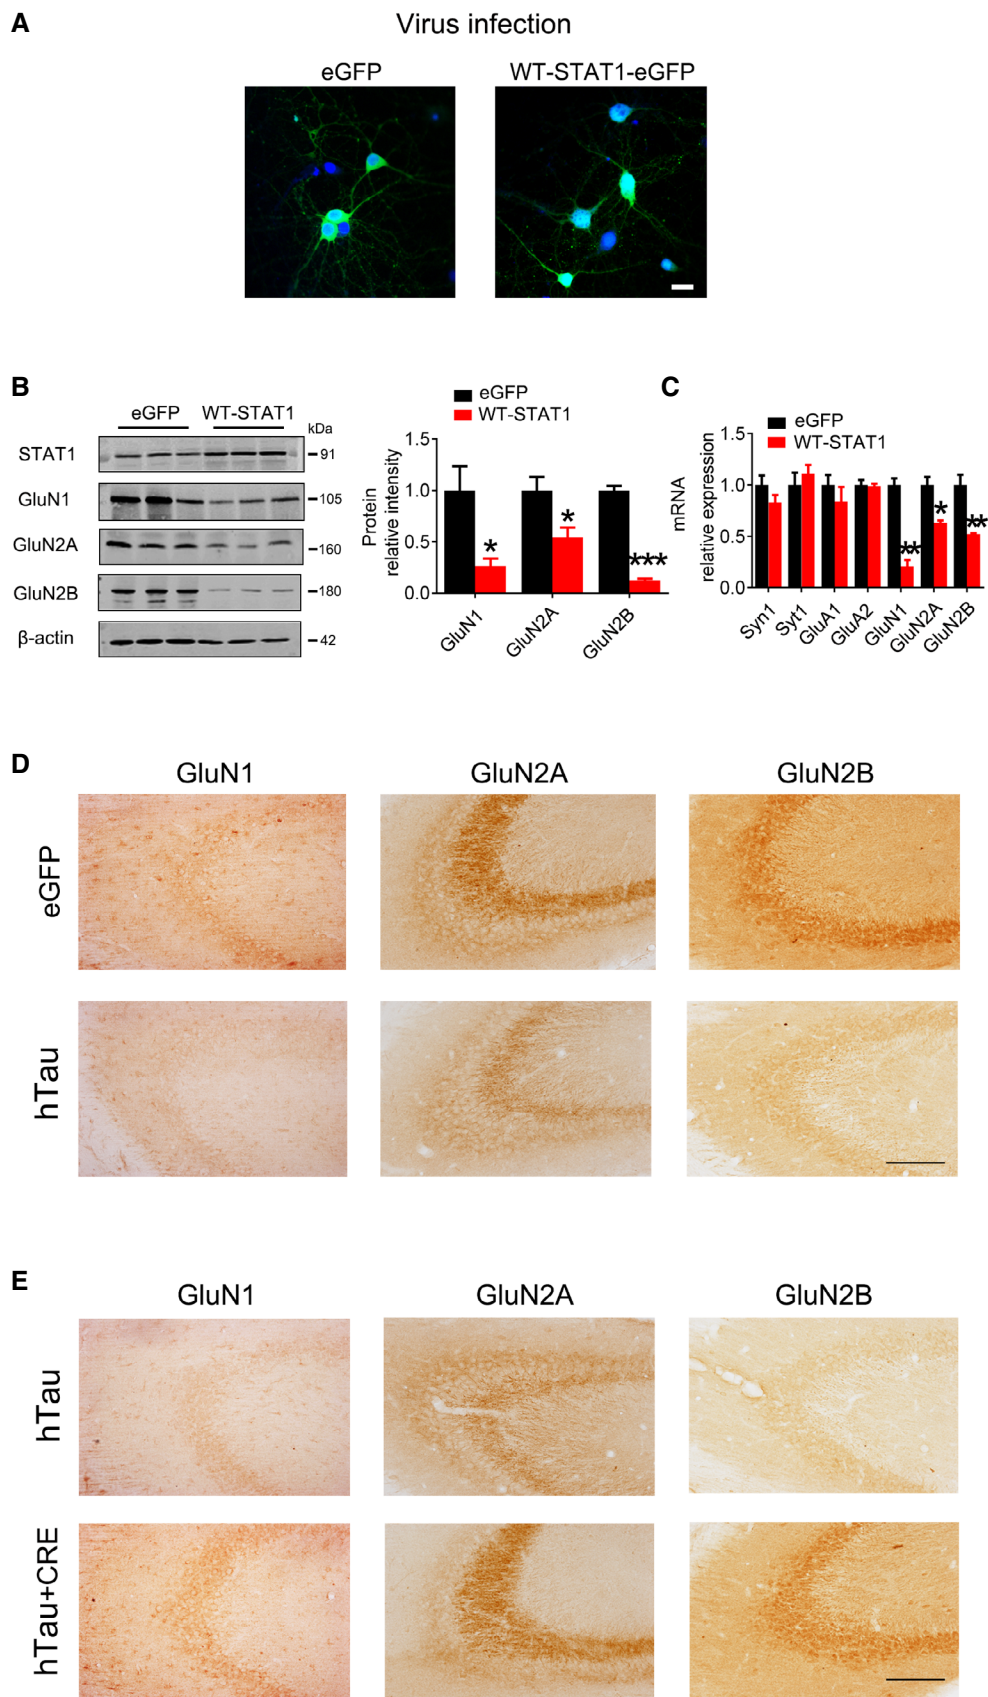 A
Virus infection
eGFP WT-STAT1-eGFP
B
eGFP WT-STAT1
kDa
STAT1 91
GluN1 105
GluN2A 160
GluN2B 180
β-actin 42
eGFP
WT-STAT1
Protein
relative intensity
1.5
1.0
0.5
0.0
* * ***
GluN1 GluN2A GluN2B
C
eGFP
WT-STAT1
mRNA
relative expression
1.5
1.0
0.5
0.0
** * **
Syn1 Syt1 GluA1 GluA2 GluN1 GluN2A GluN2B
D
GluN1 GluN2A GluN2B
eGFP
hTau
E
GluN1 GluN2A GluN2B
hTau
hTau+CRE